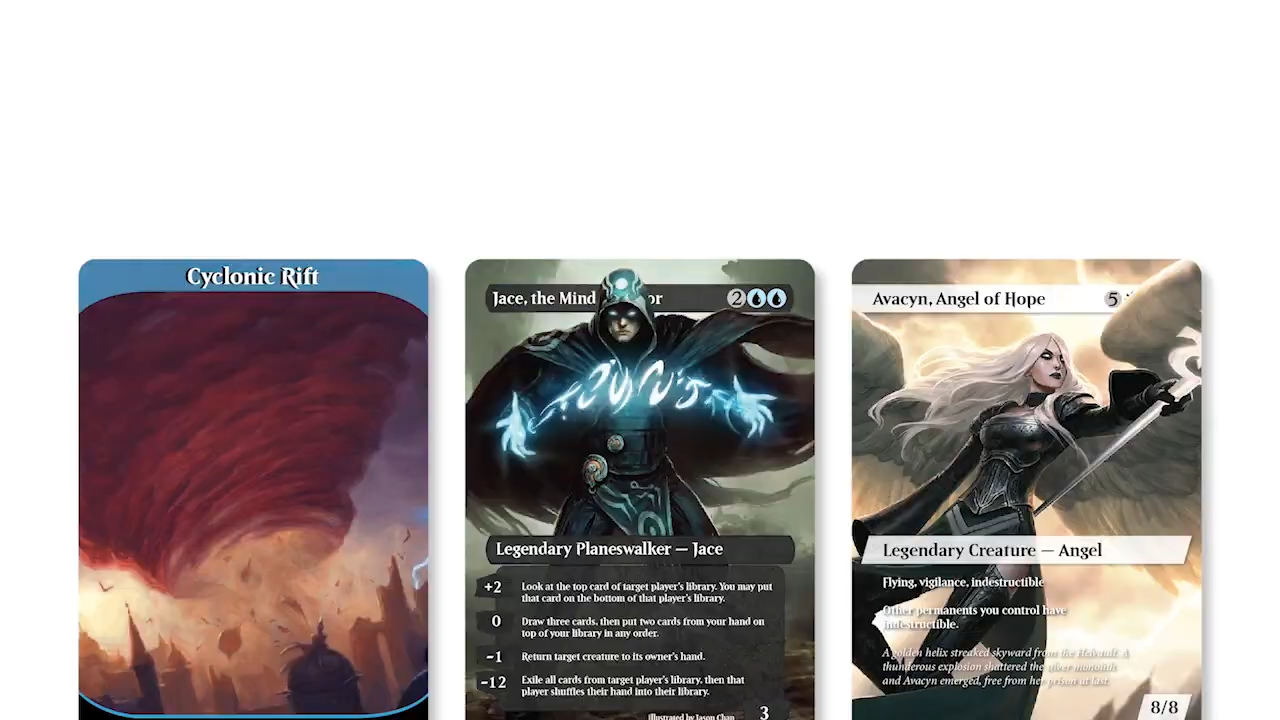 Cyclonic Rift
Jace, the Mind or
2
Legendary Planeswalker — Jace
+2 Look at the top card of target player's library. You may put
that card on the bottom of that player's library.
0 Draw three cards, then put two cards from your hand on
top of your library in any order.
−1 Return target creature to its owner's hand.
−12 Exile all cards from target player's library, then that
player shuffles their hand into their library.
Illustrated by Jason Chan
3
Avacyn, Angel of Hope
5
Legendary Creature — Angel
Flying, vigilance, indestructible
Other permanents you control have
indestructible.
A golden helix streaked skyward from the Helvault. A
thunderous explosion shattered the silver monolith
and Avacyn emerged, free from her prison at last.
8/8